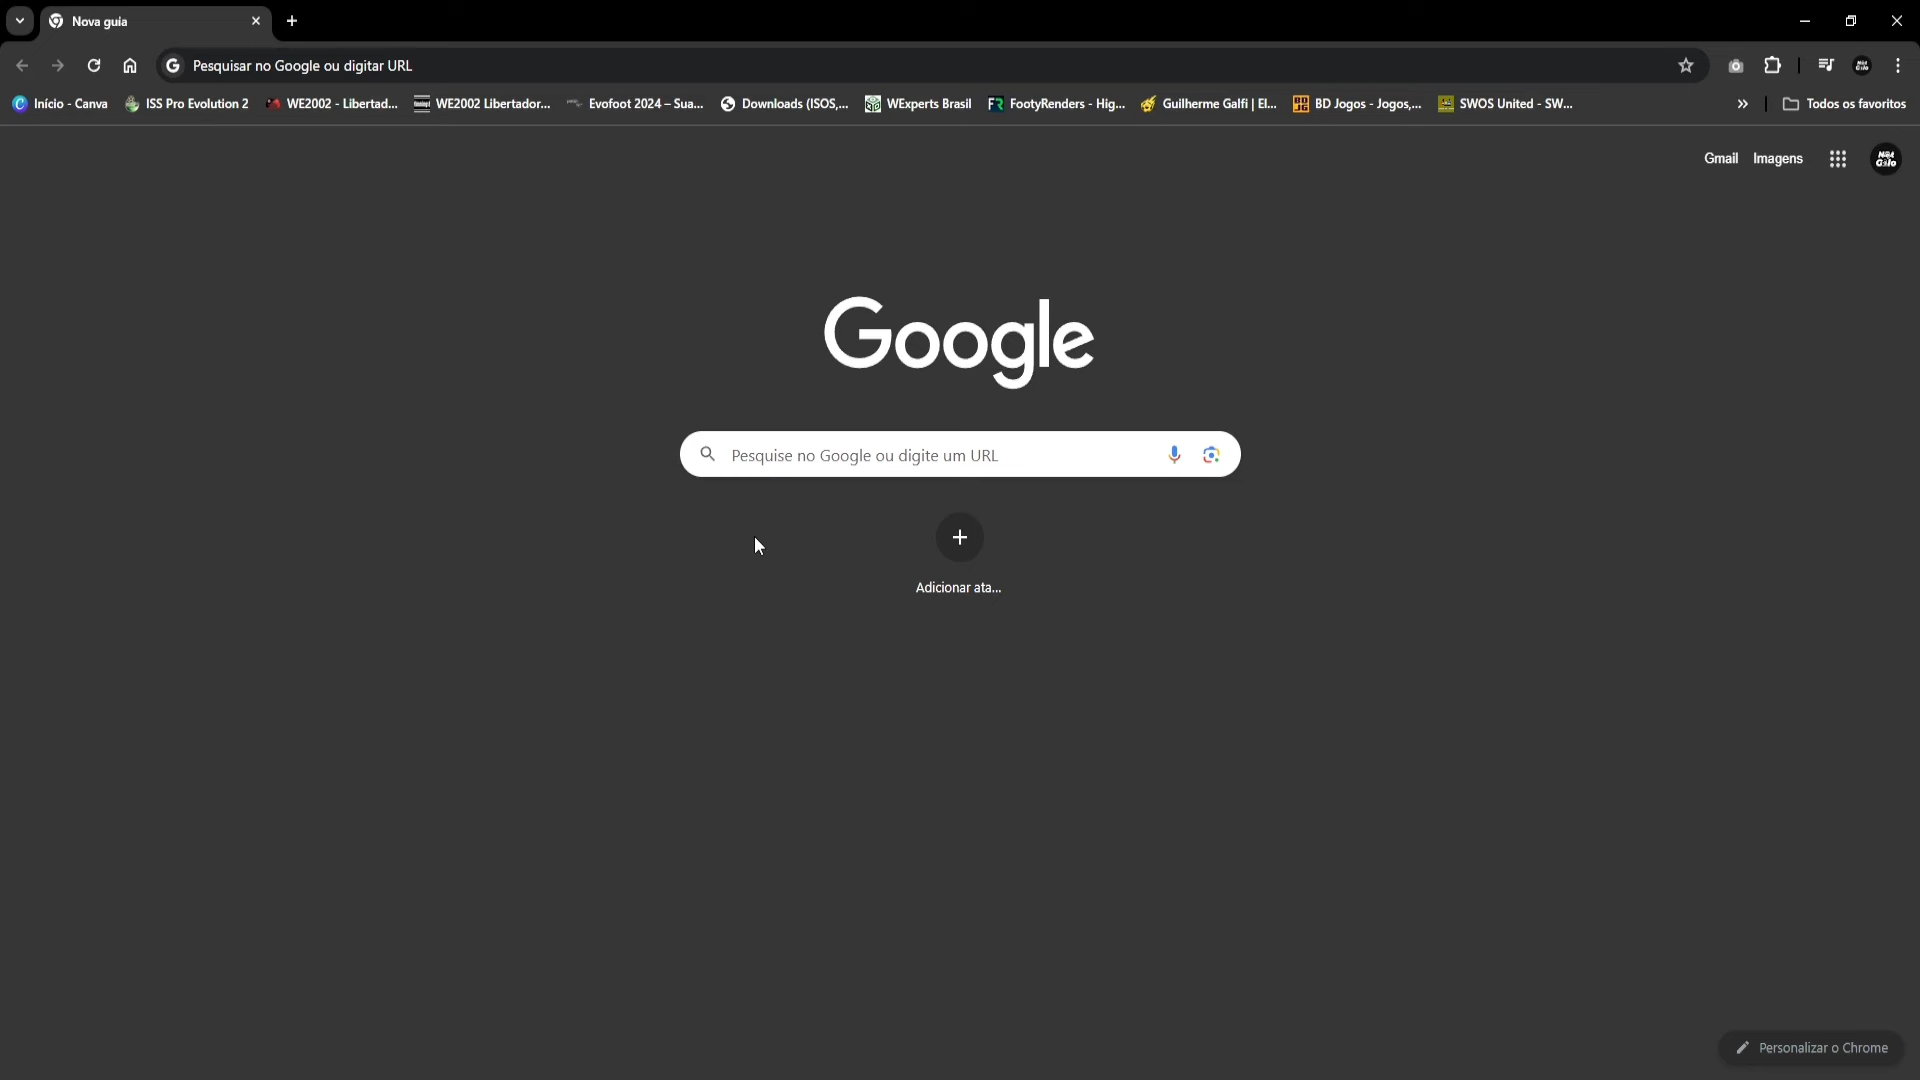 Nova guia
Pesquisar no Google ou digitar URL
Início - Canva ISS Pro Evolution 2 WE2002 - Libertad... WE2002 Libertador... Evofoot 2024 – Sua... Downloads (ISOS,... WExperts Brasil FootyRenders - Hig... Guilherme Galfi | El... BD Jogos - Jogos,... SWOS United - SW... Todos os favoritos
Gmail Imagens
Google
Pesquise no Google ou digite um URL
Adicionar ata...
Personalizar o Chrome